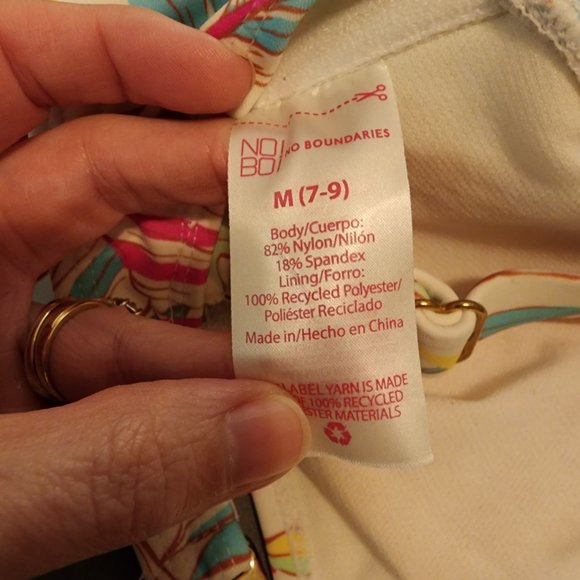 NO
BO
NO BOUNDARIES
M (7-9)
Body/Cuerpo:
82% Nylon/Nilón
18% Spandex
Lining/Forro:
100% Recycled Polyester/
Poliéster Reciclado
Made in/Hecho en China
LABEL YARN IS MADE
100% RECYCLED
MATERIALS